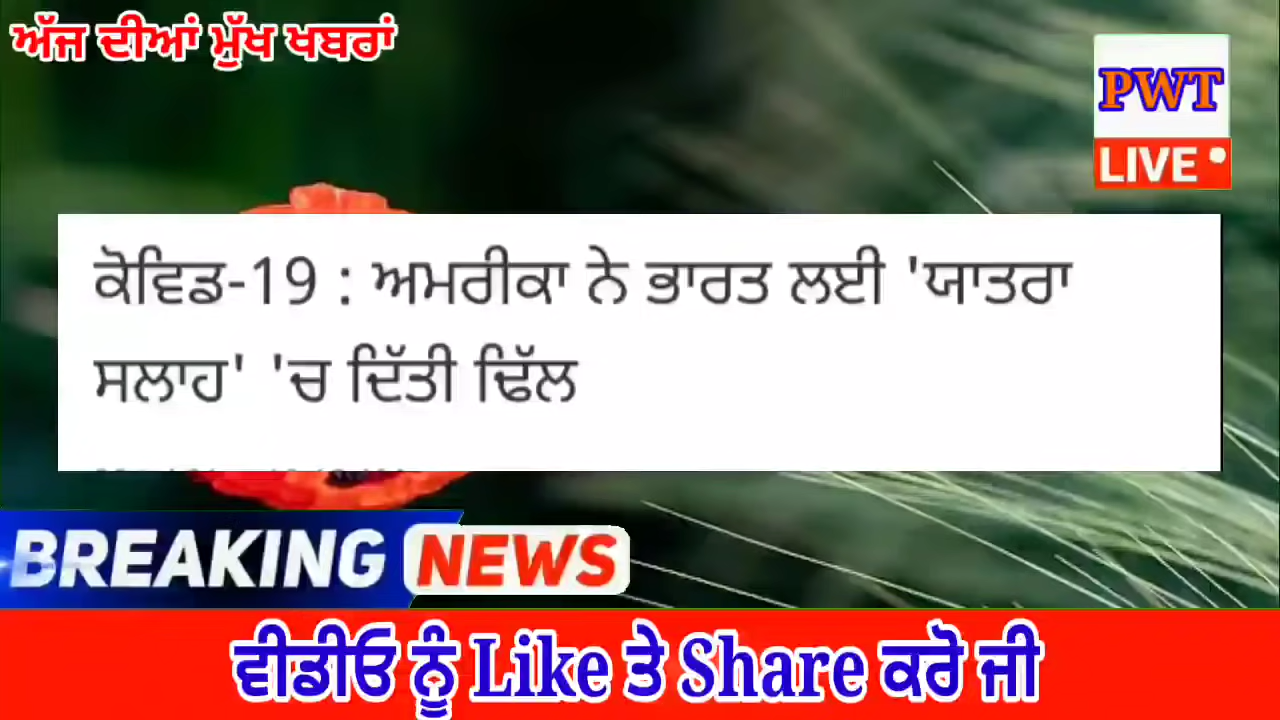 ਅੱਜ ਦੀਆਂ ਮੁੱਖ ਖਬਰਾਂ
PWT
LIVE
ਕੋਵਿਡ-19 : ਅਮਰੀਕਾ ਨੇ ਭਾਰਤ ਲਈ 'ਯਾਤਰਾ
ਸਲਾਹ' 'ਚ ਦਿੱਤੀ ਢਿੱਲ
BREAKING NEWS
ਵੀਡੀਓ ਨੂੰ Like ਤੇ Share ਕਰੋ ਜੀ